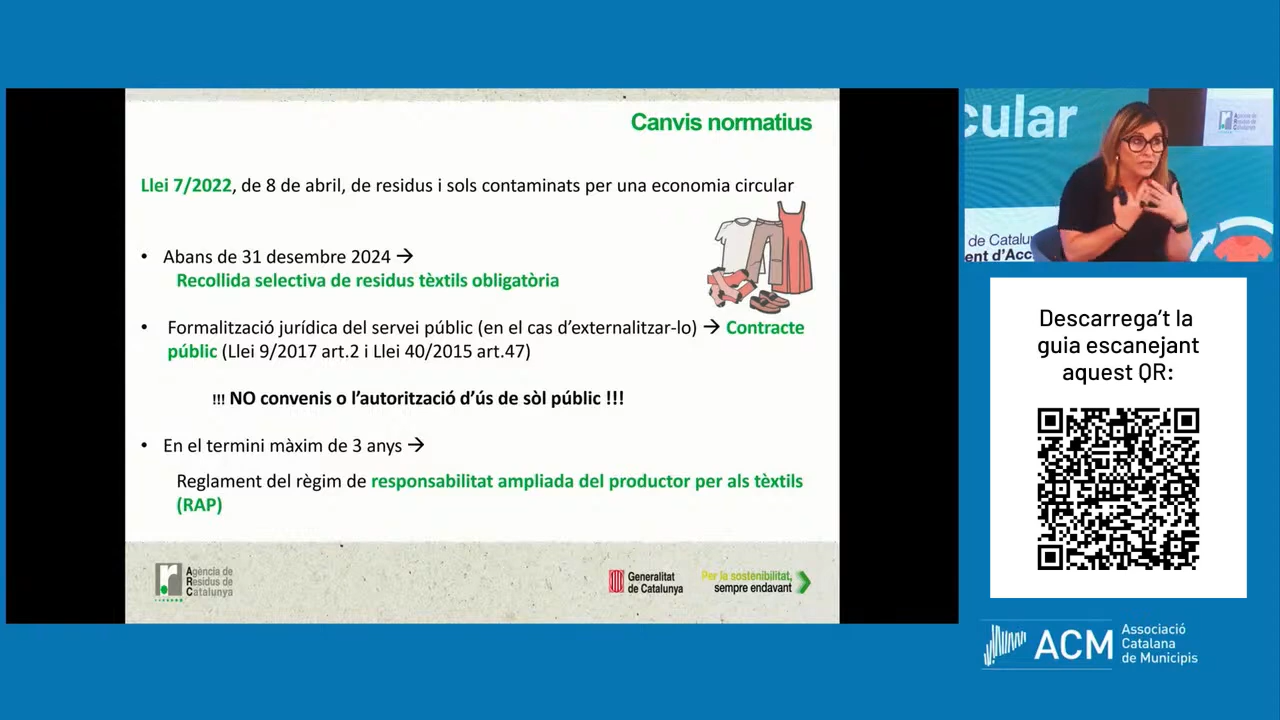 Canvis normatius
Llei 7/2022, de 8 de abril, de residus i sols contaminats per una economia circular
• Abans de 31 desembre 2024 →
Recollida selectiva de residus tèxtils obligatòria
• Formalització jurídica del servei públic (en el cas d'externalitzar-lo) → Contracte
públic (Llei 9/2017 art.2 i Llei 40/2015 art.47)
!!! NO convenis o l'autorització d'ús de sòl públic !!!
• En el termini màxim de 3 anys →
Reglament del règim de responsabilitat ampliada del productor per als tèxtils
(RAP)
Agència de
Residus de
Catalunya
Generalitat
de Catalunya
Per la sostenibilitat,
sempre endavant
cular
Agència de
Residus de
Catalunya
de Catalu
ent d'Acc
Descarrega't la
guia escanejant
aquest QR:
ACM
Associació
Catalana
de Municipis